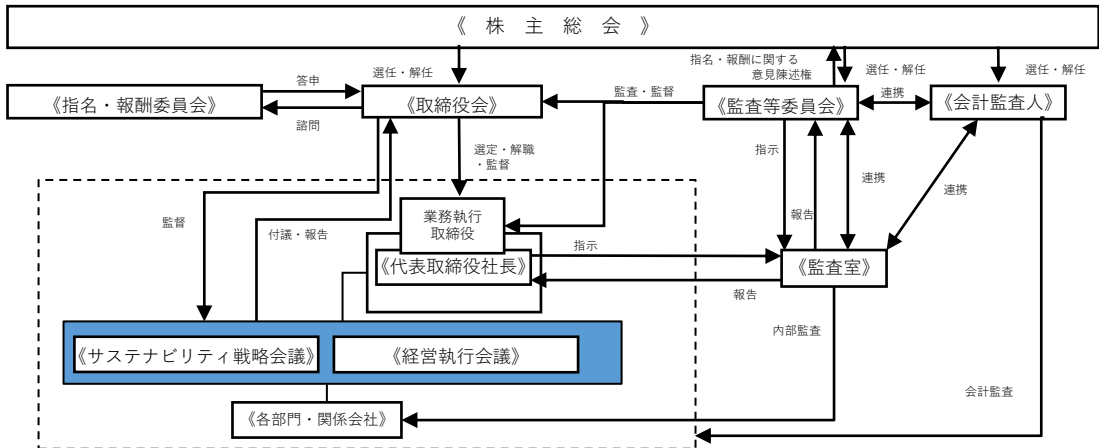 《　株　主　総　会　》
指名・報酬に関する
意見陳述権
答申
選任・解任
選任・解任
選任・解任
《指名・報酬委員会》
《取締役会》
監査・監督
《監査等委員会》
連携
《会計監査人》
諮問
選定・解職
・監督
指示
連携
連携
監督
付議・報告
業務執行
取締役
報告
指示
《代表取締役社長》
《監査室》
報告
内部監査
《サステナビリティ戦略会議》
《経営執行会議》
会計監査
《各部門・関係会社》